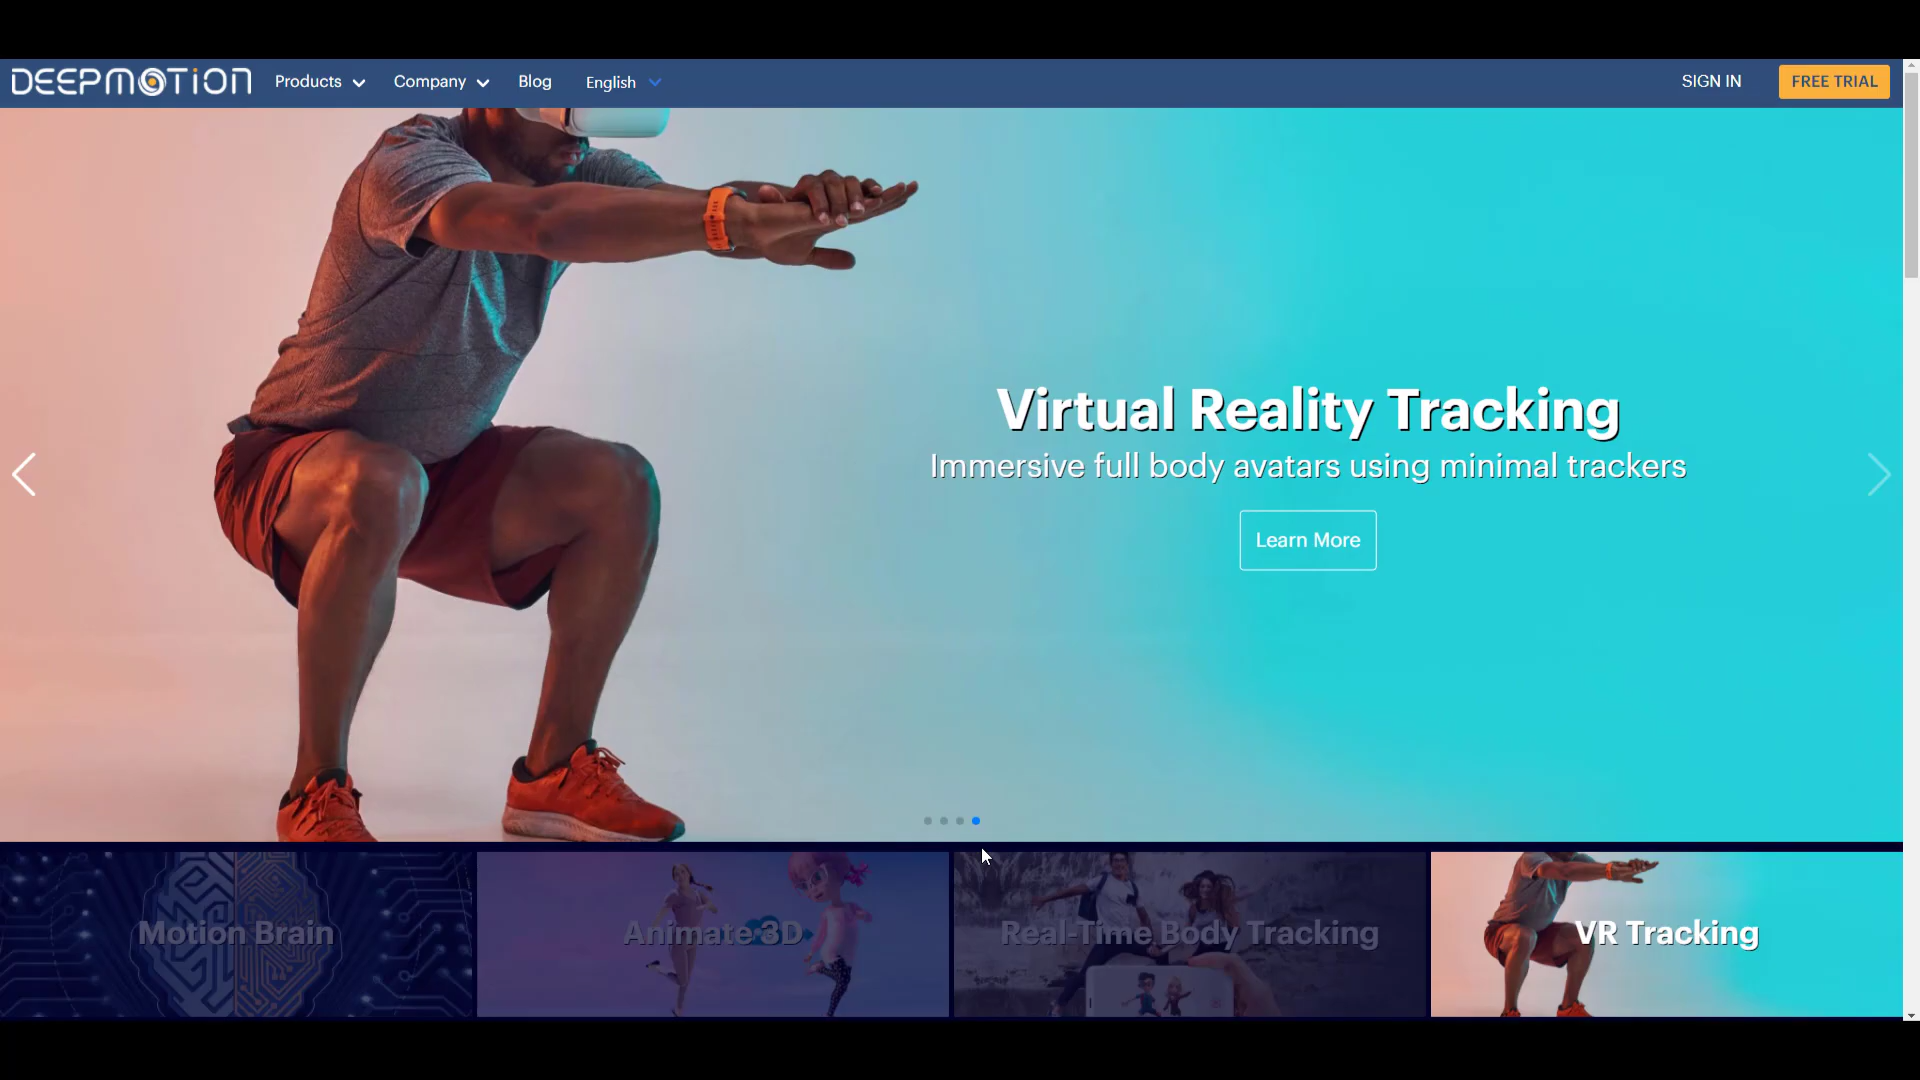 DEEPMOTION
Products
Company
Blog
English
SIGN IN
FREE TRIAL
Virtual Reality Tracking
Immersive full body avatars using minimal trackers
Learn More
Motion Brain
Animate 3D
Real-Time Body Tracking
VR Tracking